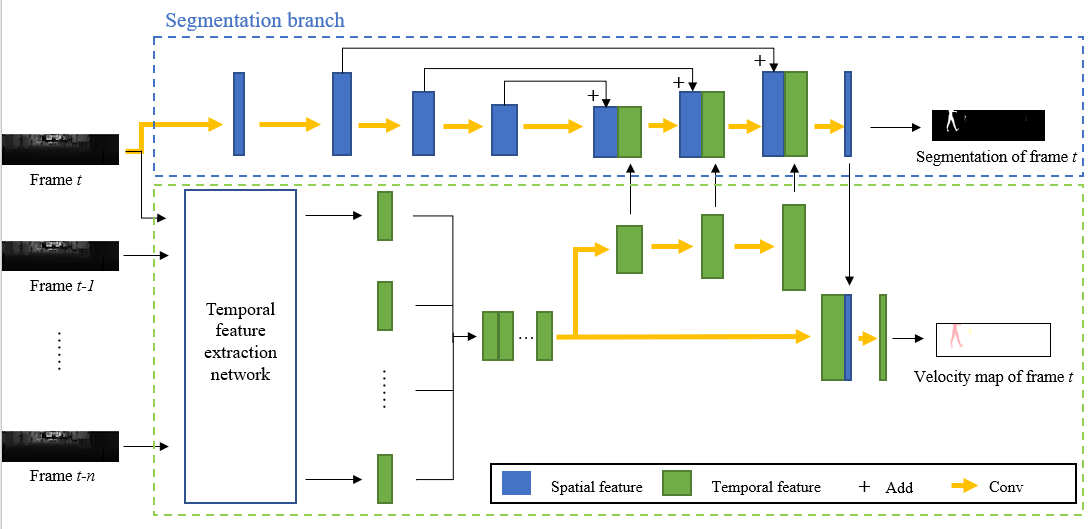 Segmentation branch
+
+
+
Frame t
Segmentation of frame t
Frame t-1
......
Temporal
feature
extraction
network
......
...
Velocity map of frame t
Frame t-n
Spatial feature
Temporal feature
+ Add
Conv